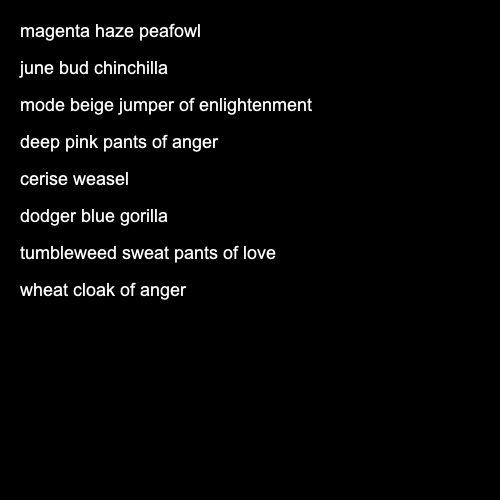 magenta haze peafowl
june bud chinchilla
mode beige jumper of enlightenment
deep pink pants of anger
cerise weasel
dodger blue gorilla
tumbleweed sweat pants of love
wheat cloak of anger